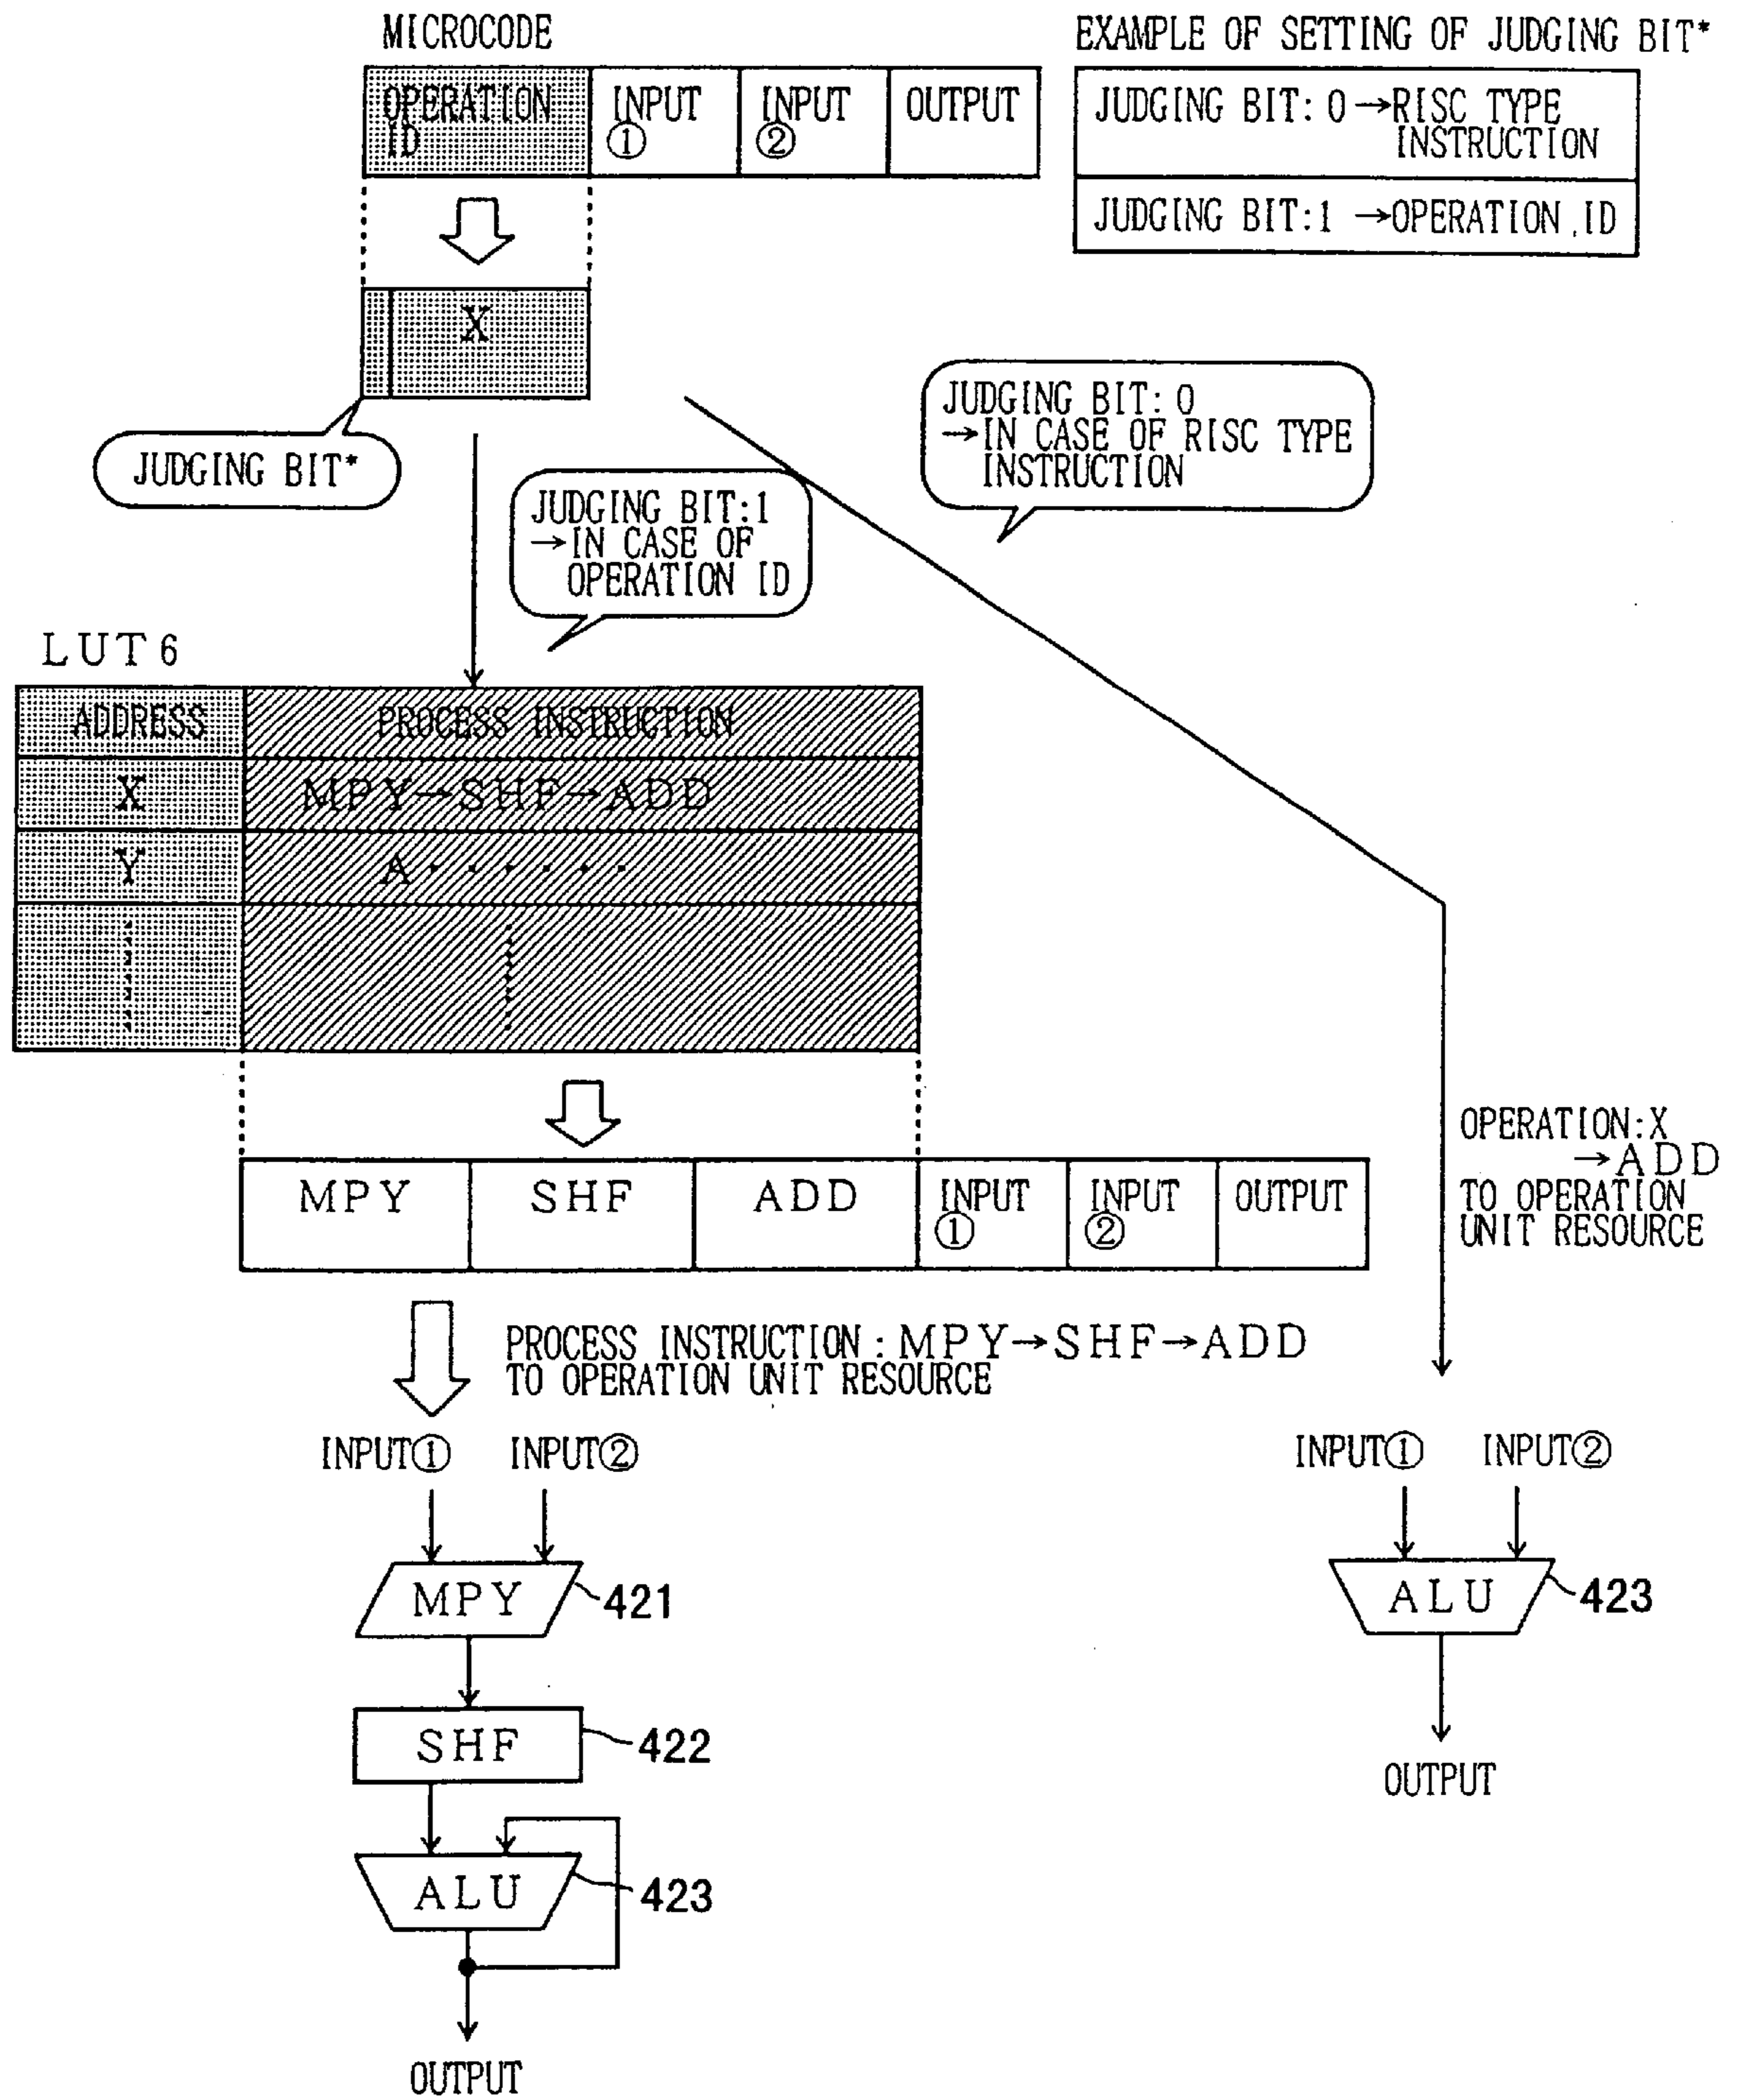 MICROCODE
EXAMPLE OF SETTING OF JUDGING BIT*
OPERATION
ID
INPUT
①
INPUT
②
OUTPUT
JUDGING BIT: 0→RISC TYPE
INSTRUCTION
JUDGING BIT:1 →OPERATION ID
X
JUDGING BIT*
JUDGING BIT: 0
→IN CASE OF RISC TYPE
INSTRUCTION
JUDGING BIT:1
→IN CASE OF
OPERATION ID
LUT6
ADDRESS
PROCESS INSTRUCTION
X
MPY→SHF→ADD
Y
A······
MPY
SHF
ADD
INPUT
①
INPUT
②
OUTPUT
OPERATION:X
→ADD
TO OPERATION
UNIT RESOURCE
PROCESS INSTRUCTION:MPY→SHF→ADD
TO OPERATION UNIT RESOURCE
INPUT①
INPUT②
INPUT①
INPUT②
MPY
421
ALU
423
SHF
422
OUTPUT
ALU
423
OUTPUT